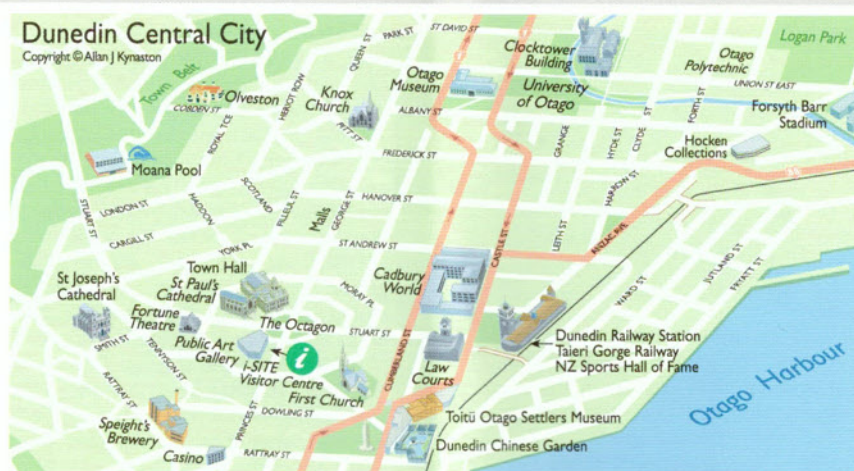 Dunedin Central City
Copyright © Allan J Kynaston
Town Belt
Olveston
COBDEN ST
ROYAL TCE
HERIOT ROW
QUEEN ST
PARK ST
ST DAVID ST
Knox
Church
PITT ST
Otago
Museum
ALBANY ST
FREDERICK ST
Clocktower
Building
University
of Otago
Otago
Polytechnic
Logan Park
UNION ST EAST
FORTH ST
Forsyth Barr
Stadium
GRANGE
HYDE ST
CLYDE ST
Hocken
Collections
HARROW ST
88
Moana Pool
STUART ST
LONDON ST
CARGILL ST
HADDON
SCOTLAND
FILLEUL ST
Malls
GEORGE ST
HANOVER ST
ST ANDREW ST
YORK PL
MORAY PL
CASTLE ST
LEITH ST
ANZAC AVE
WARD ST
JUTLAND ST
FRYATT ST
St Joseph's
Cathedral
Town Hall
St Paul's
Cathedral
Fortune
Theatre
The Octagon
STUART ST
Cadbury
World
SMITH ST
TENNYSON ST
Public Art
Gallery
i
i-SITE
Visitor Centre
First Church
CUMBERLAND ST
Law
Courts
Dunedin Railway Station
Taieri Gorge Railway
NZ Sports Hall of Fame
Otago Harbour
RATTRAY ST
Speight's
Brewery
PRINCES ST
DOWLING ST
Toitū Otago Settlers Museum
Dunedin Chinese Garden
Casino
RATTRAY ST